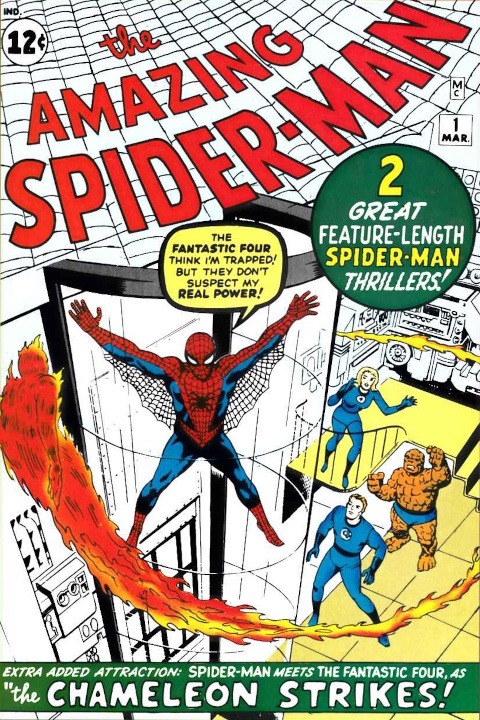 IND.
12¢
the
AMAZING
SPIDER-MAN
M
C
1
MAR.
2
GREAT
FEATURE-LENGTH
SPIDER-MAN
THRILLERS!
THE
FANTASTIC FOUR
THINK I'M TRAPPED!
BUT THEY DON'T
SUSPECT MY
REAL POWER!
4
4
EXTRA ADDED ATTRACTION: SPIDER-MAN MEETS THE FANTASTIC FOUR, AS
"the CHAMELEON STRIKES!"